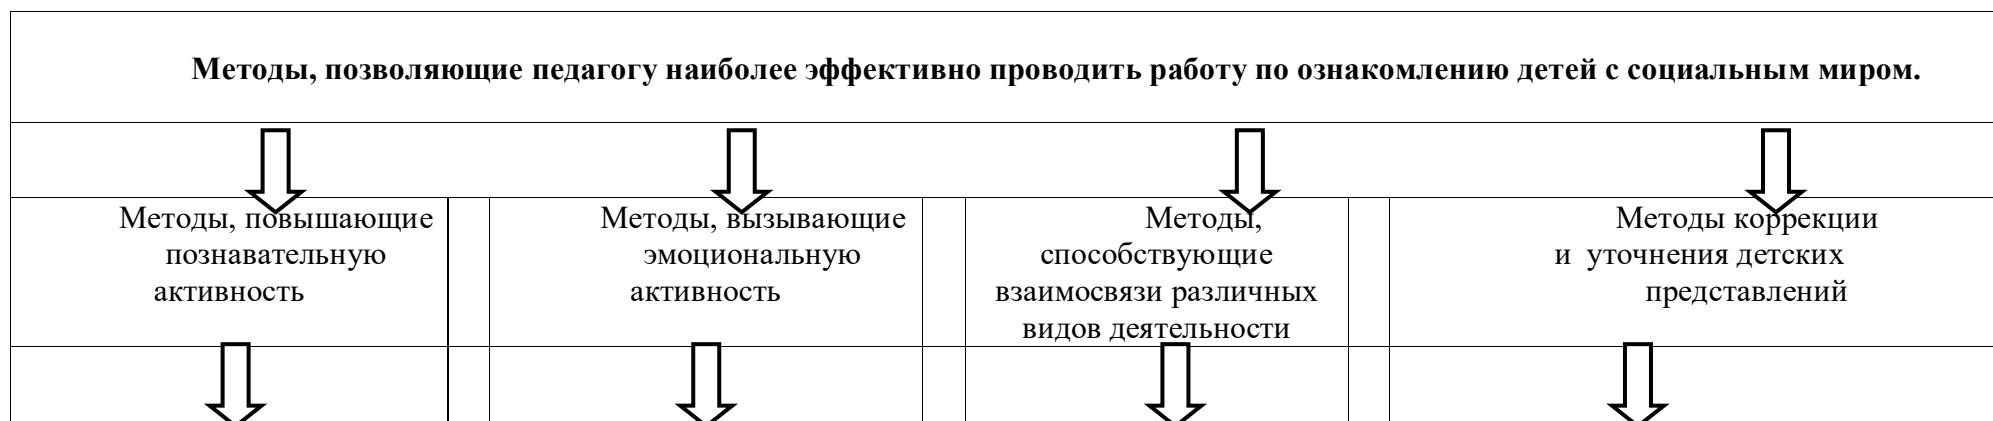 Методы, позволяющие педагогу наиболее эффективно проводить работу по ознакомлению детей с социальным миром.
Методы, повышающие
познавательную
активность
Методы, вызывающие
эмоциональную
активность
Методы,
способствующие
взаимосвязи различных
видов деятельности
Методы коррекции
и уточнения детских
представлений